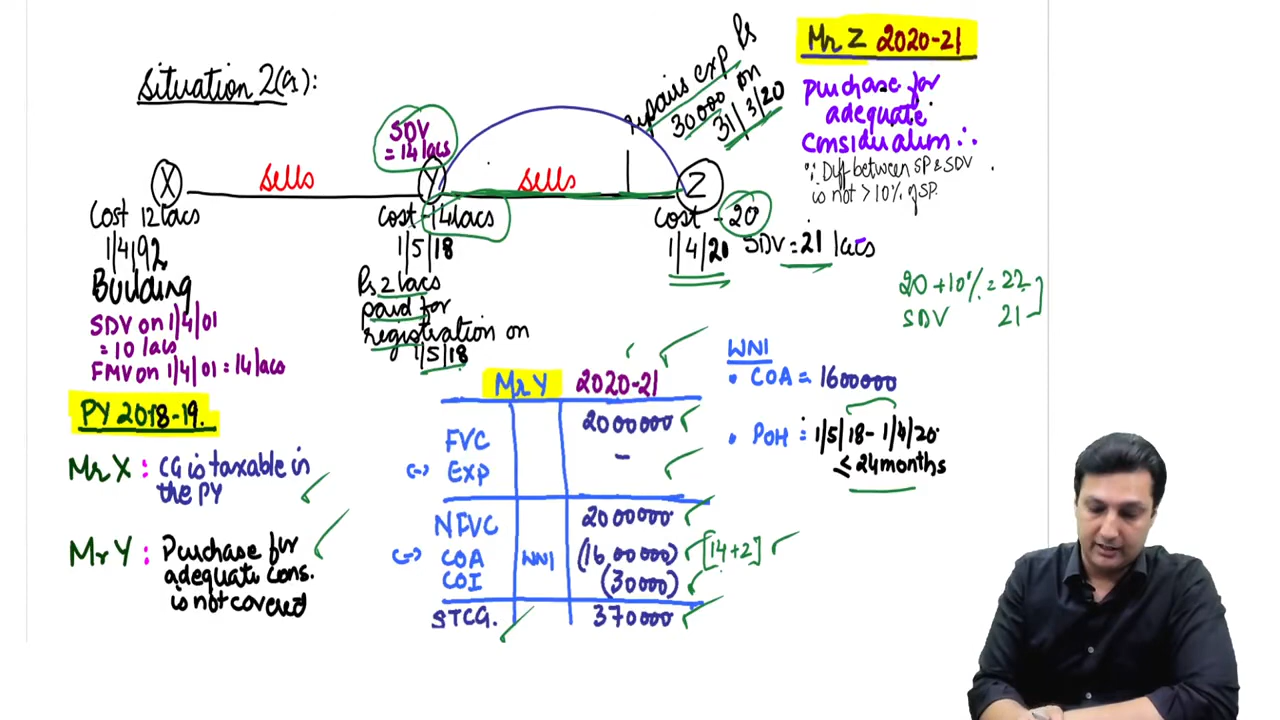 Situation 2(a):
SDV
= 14 lacs
repairs exp Rs
30000 on
31/3/20
X
sells
Y
sells
Z
Cost 12 lacs
1/4/92
Building
SDV on 1/4/01
= 10 lacs
FMV on 1/4/01 = 14 lacs
Cost - 14 lacs
1/5/18
Rs 2 lacs
paid for
registration on
1/5/18
Cost - 20
1/4/20
SDV = 21 lacs
Mr Z 2020-21
Purchase for
adequate
consideration ∴
∵ Diff between SP & SDV
is not > 10% of SP.
20 + 10% = 22
SDV 21
PY 2018-19.
Mr X : CG is taxable in
the PY
Mr Y : Purchase for
adequate cons.
is not covered
Mr Y 2020-21
FVC 2000000
(-) EXP -
NFVC 2000000
(-) COA WN1 (1600000) [14+2]
COI (30000)
STCG. 370000
WN1
• COA = 1600000
• POH = 1/5/18 - 1/4/20
≤ 24 months